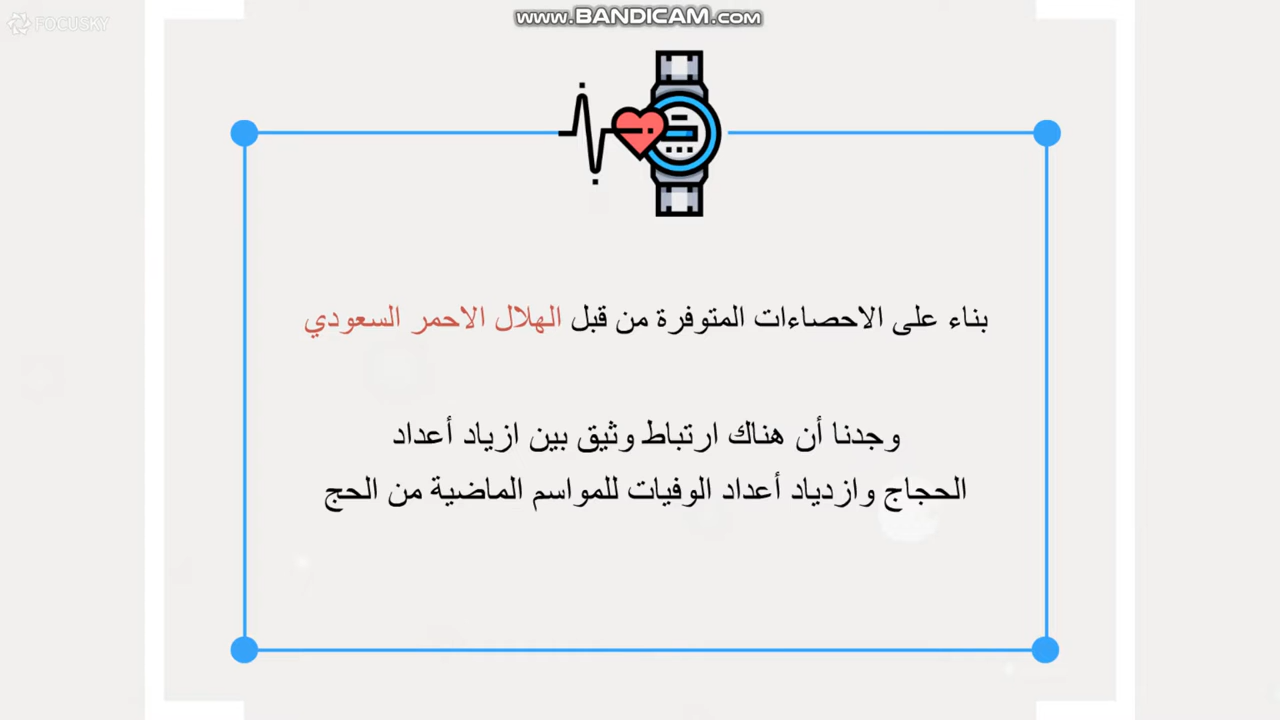 FOCUSKY
WWW.BANDICAM.COM
بناء على الاحصاءات المتوفرة من قبل الهلال الاحمر السعودي
وجدنا أن هناك ارتباط وثيق بين ازياد أعداد
الحجاج وازدياد أعداد الوفيات للمواسم الماضية من الحج